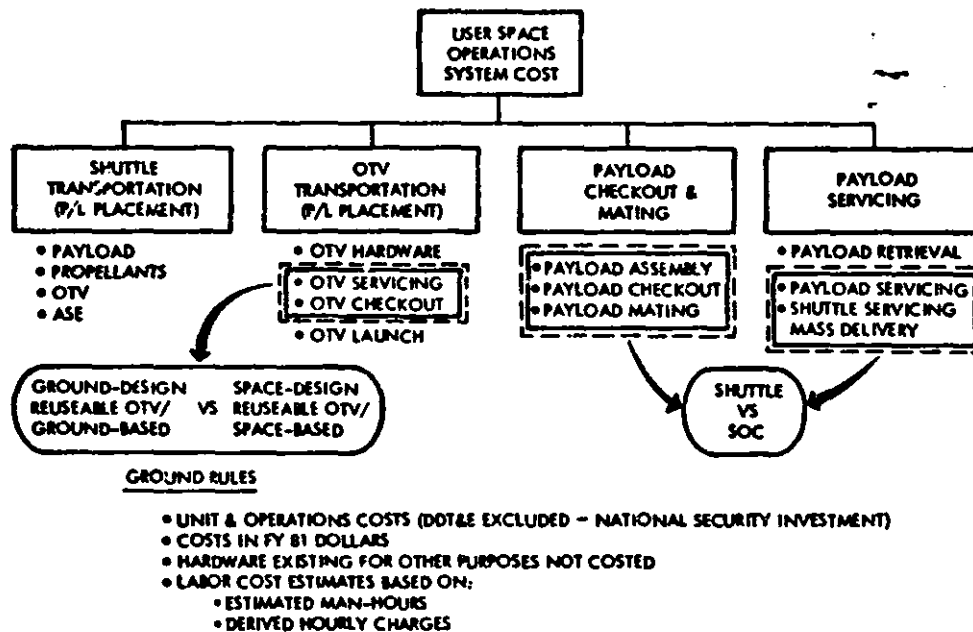 USER SPACE
OPERATIONS
SYSTEM COST
SHUTTLE
TRANSPORTATION
(P/L PLACEMENT)
• PAYLOAD
• PROPELLANTS
• OTV
• ASE
OTV
TRANSPORTATION
(P/L PLACEMENT)
• OTV HARDWARE
• OTV SERVICING
• OTV CHECKOUT
• OTV LAUNCH
PAYLOAD
CHECKOUT &
MATING
• PAYLOAD ASSEMBLY
• PAYLOAD CHECKOUT
• PAYLOAD MATING
PAYLOAD
SERVICING
• PAYLOAD RETRIEVAL
• PAYLOAD SERVICING
• SHUTTLE SERVICING
MASS DELIVERY
GROUND-DESIGN
REUSEABLE OTV/
GROUND-BASED
VS
SPACE-DESIGN
REUSEABLE OTV/
SPACE-BASED
SHUTTLE
VS
SOC
GROUND RULES
• UNIT & OPERATIONS COSTS (DDT&E EXCLUDED - NATIONAL SECURITY INVESTMENT)
• COSTS IN FY 81 DOLLARS
• HARDWARE EXISTING FOR OTHER PURPOSES NOT COSTED
• LABOR COST ESTIMATES BASED ON:
• ESTIMATED MAN-HOURS
• DERIVED HOURLY CHARGES